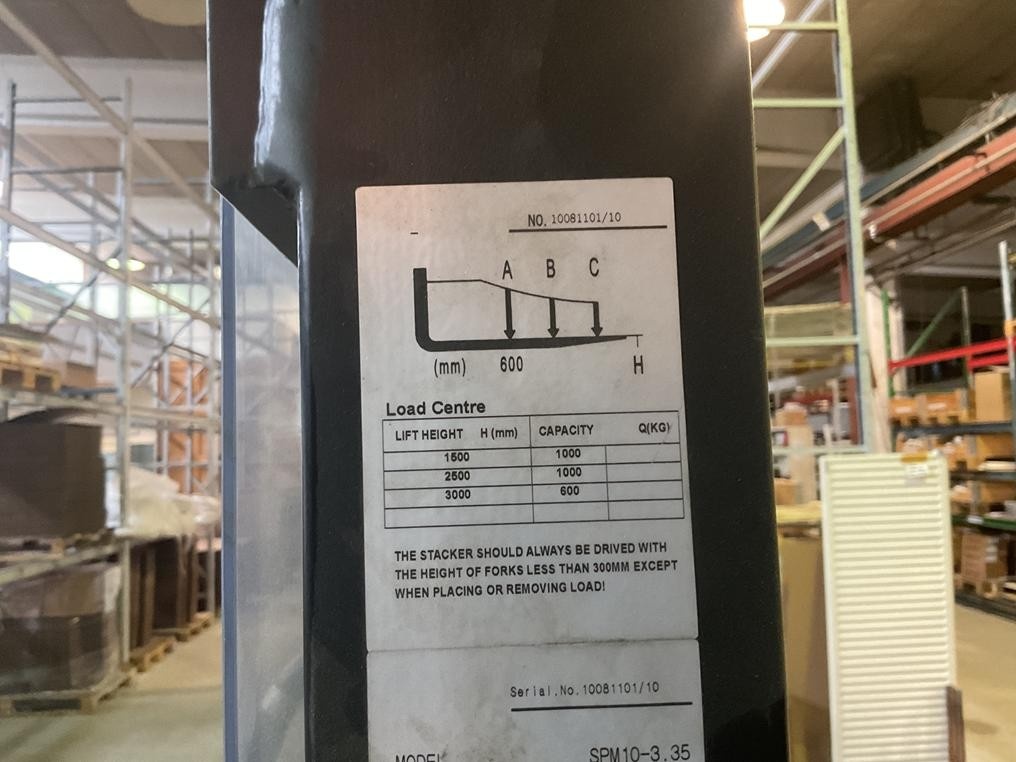 NO. 10081101/10
A B C
(mm) 600 H
Load Centre
LIFT HEIGHT H (mm) CAPACITY Q(KG)
1500 1000
2500 1000
3000 600
THE STACKER SHOULD ALWAYS BE DRIVED WITH
THE HEIGHT OF FORKS LESS THAN 300MM EXCEPT
WHEN PLACING OR REMOVING LOAD!
Serial.No.10081101/10
MODEL SPM10-3.35